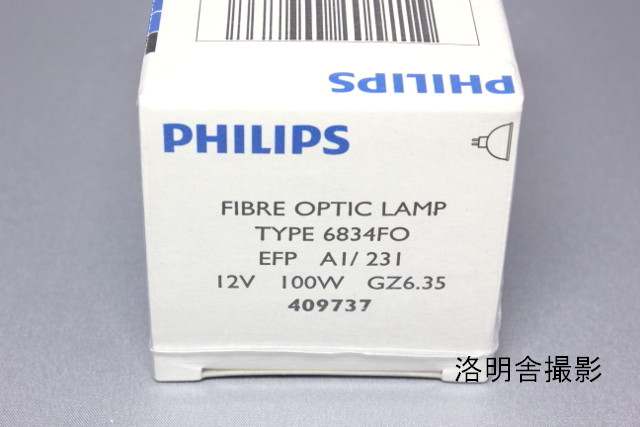 PHILIPS
PHILIPS
FIBRE OPTIC LAMP
TYPE 6834FO
EFP A1/231
12V 100W GZ6.35
409737
洛明舎撮影